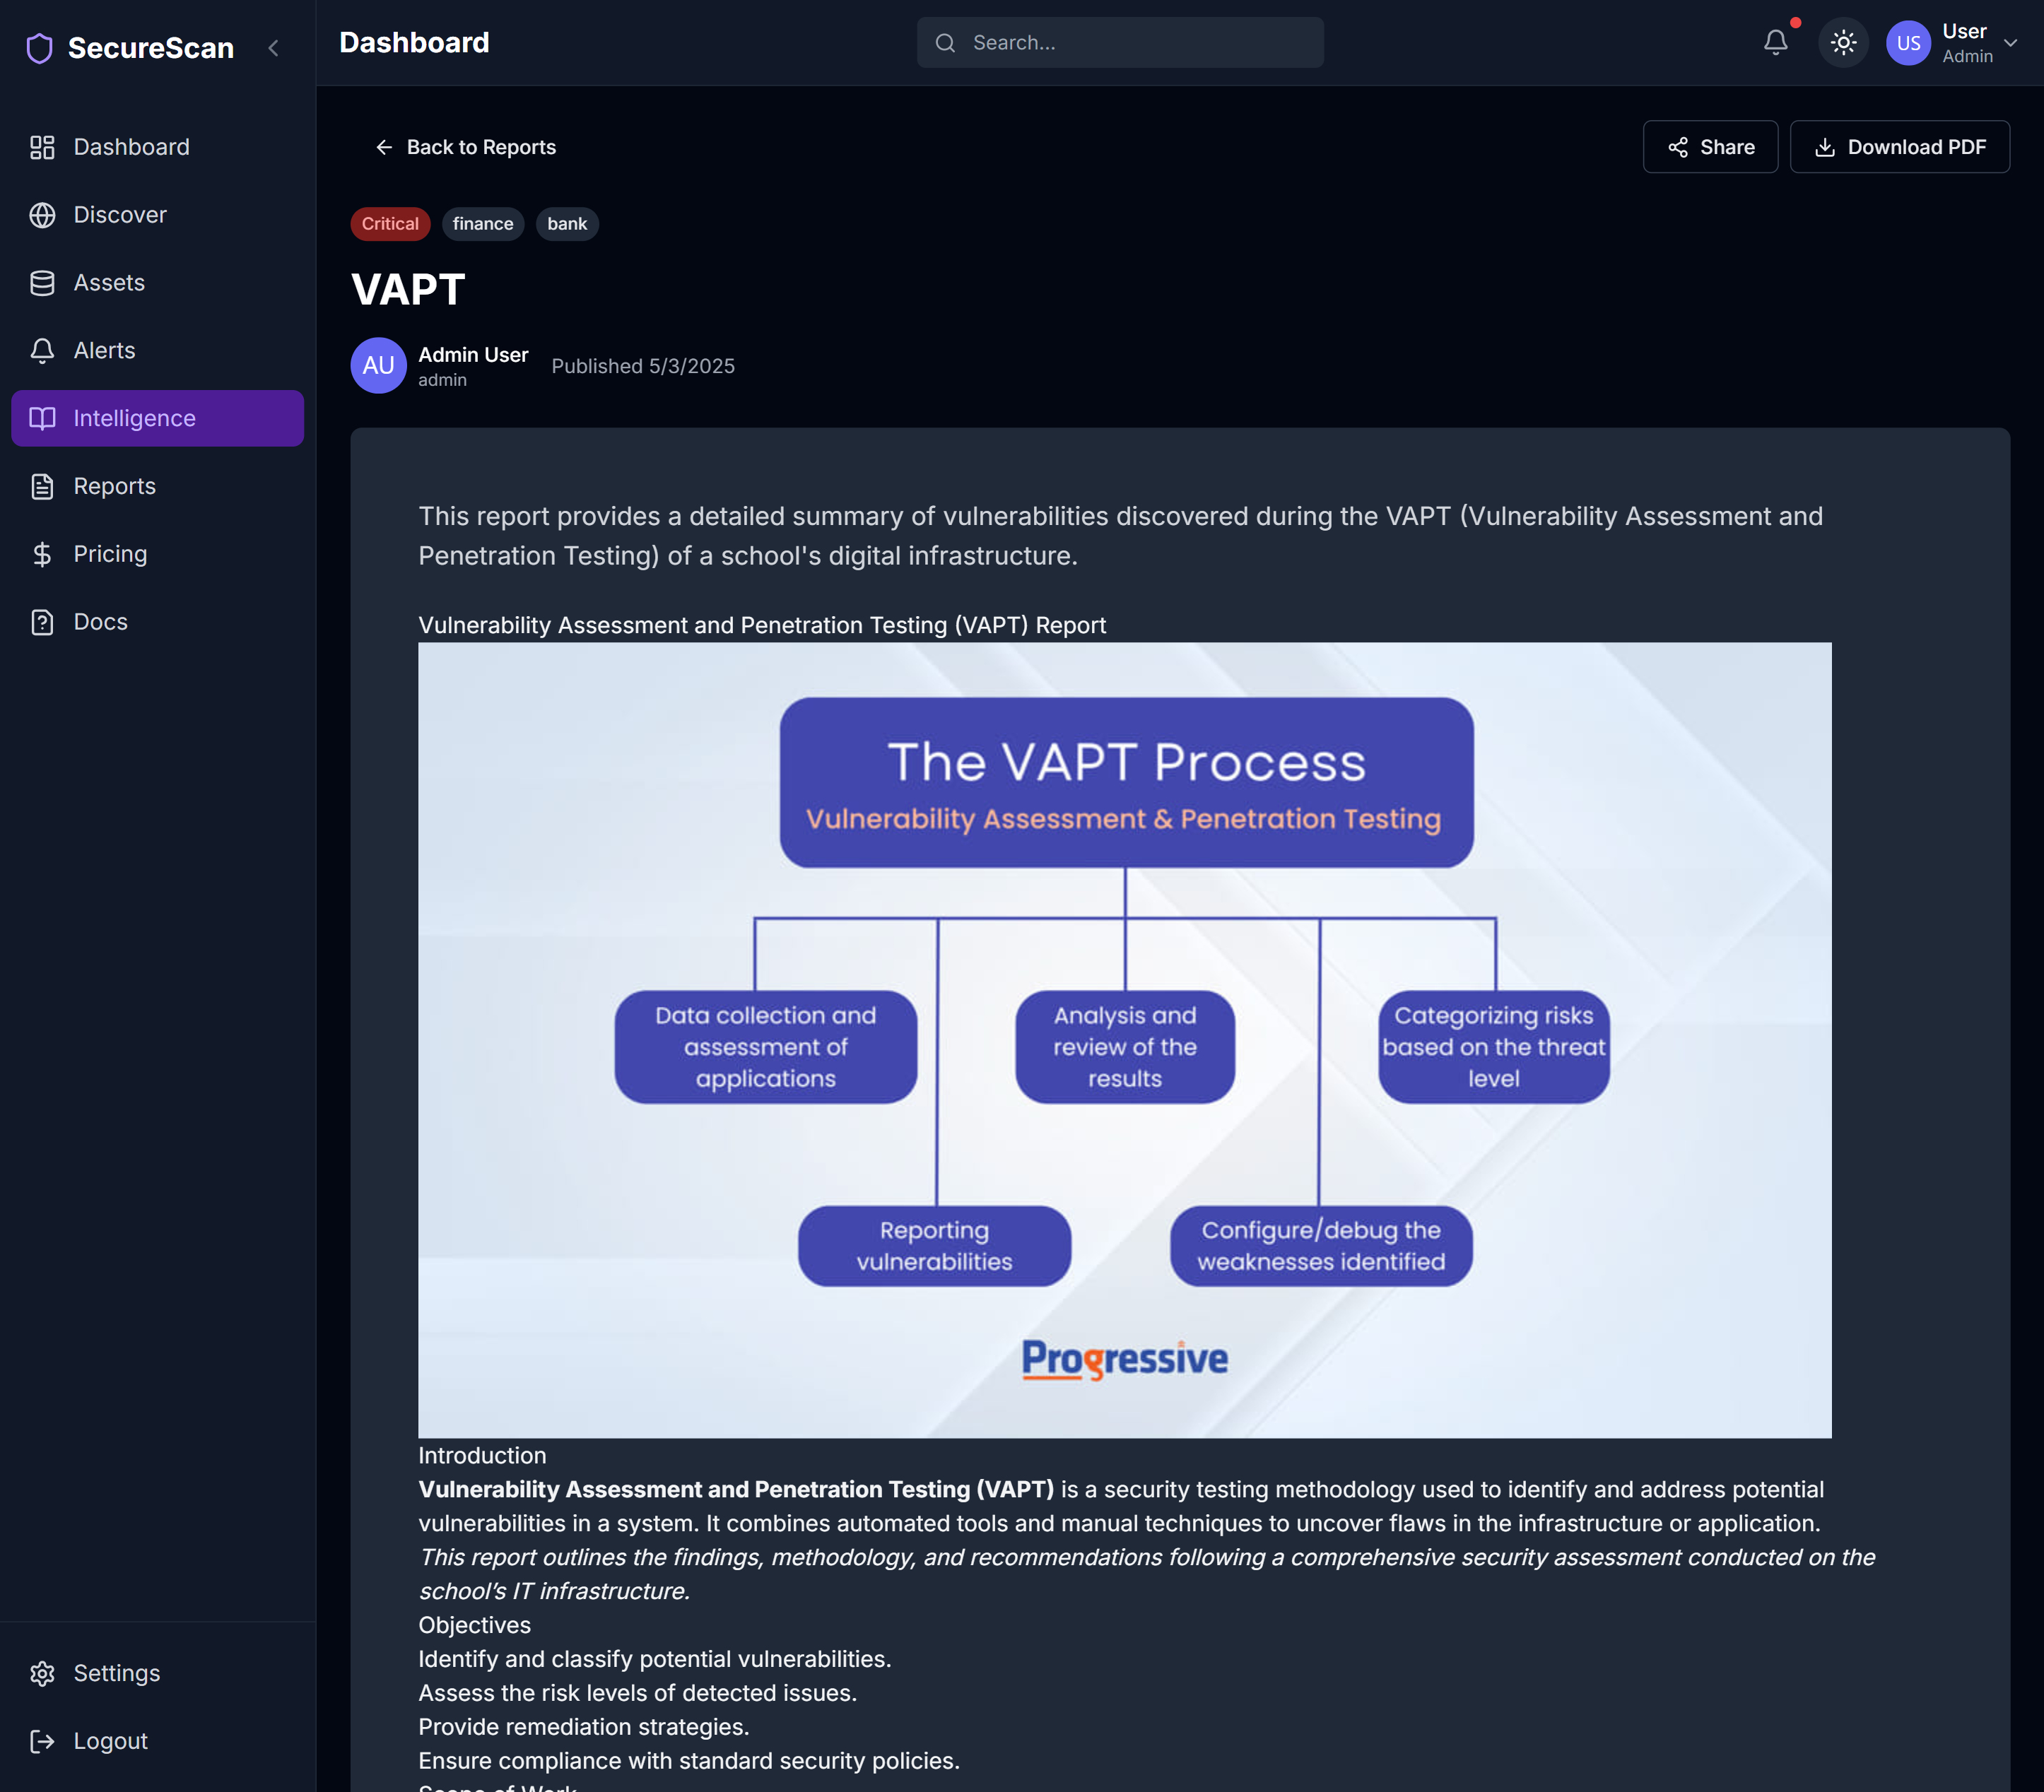 SecureScan
Dashboard
Search...
US
User
Admin
Dashboard
Discover
Assets
Alerts
Intelligence
Reports
Pricing
Docs
Settings
Logout
Back to Reports
Share
Download PDF
Critical
finance
bank
VAPT
AU
Admin User
admin
Published 5/3/2025
This report provides a detailed summary of vulnerabilities discovered during the VAPT (Vulnerability Assessment and
Penetration Testing) of a school's digital infrastructure.
Vulnerability Assessment and Penetration Testing (VAPT) Report
The VAPT Process
Vulnerability Assessment & Penetration Testing
Data collection and
assessment of
applications
Analysis and
review of the
results
Categorizing risks
based on the threat
level
Reporting
vulnerabilities
Configure/debug the
weaknesses identified
Progressive
Introduction
Vulnerability Assessment and Penetration Testing (VAPT) is a security testing methodology used to identify and address potential
vulnerabilities in a system. It combines automated tools and manual techniques to uncover flaws in the infrastructure or application.
This report outlines the findings, methodology, and recommendations following a comprehensive security assessment conducted on the
school’s IT infrastructure.
Objectives
Identify and classify potential vulnerabilities.
Assess the risk levels of detected issues.
Provide remediation strategies.
Ensure compliance with standard security policies.
Scope of Work